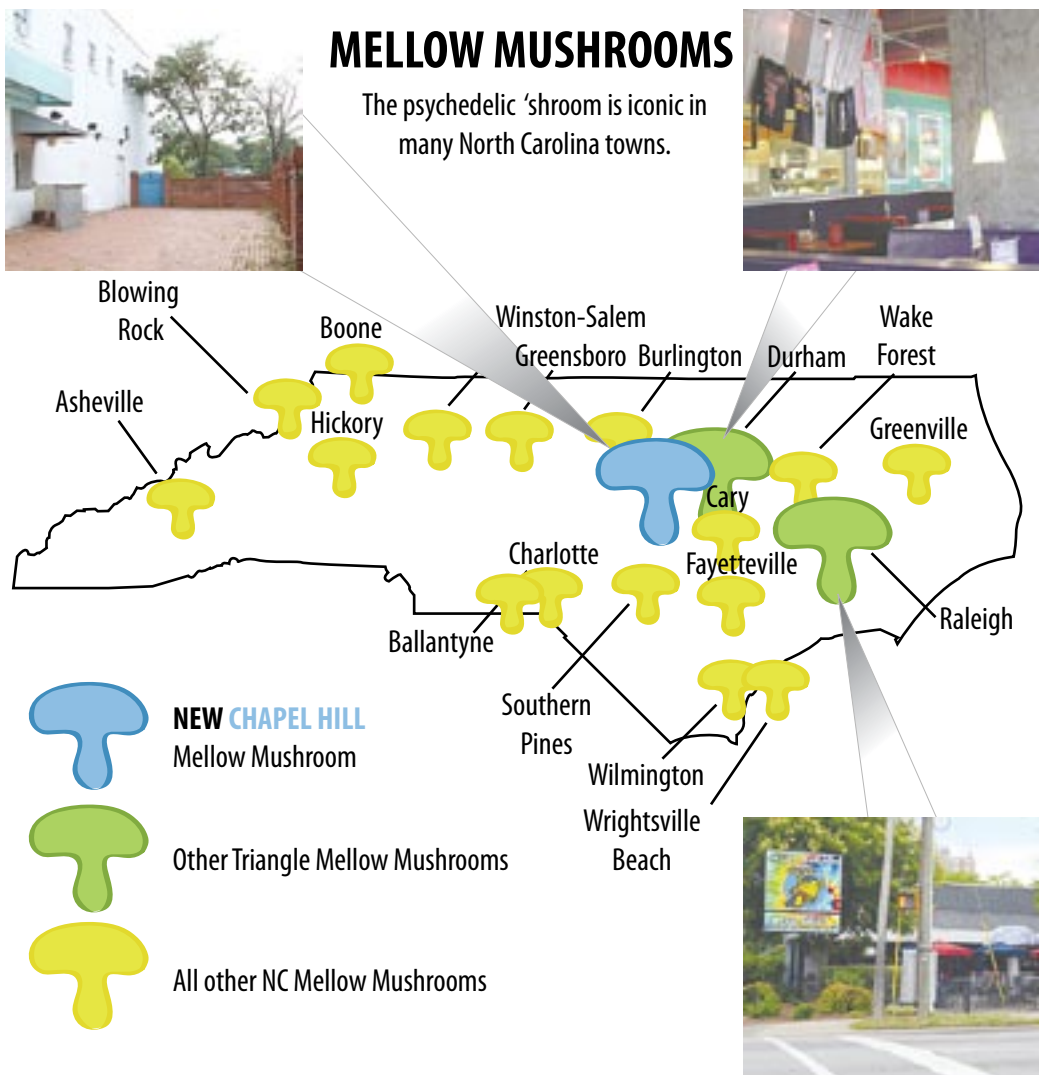 MELLOW MUSHROOMS
The psychedelic ‘shroom is iconic in
many North Carolina towns.
Blowing
Rock
Boone
Winston-Salem
Greensboro
Burlington
Durham
Wake
Forest
Asheville
Hickory
Greenville
Cary
Charlotte
Fayetteville
Ballantyne
Raleigh
Southern
Pines
Wilmington
Wrightsville
Beach
NEW CHAPEL HILL
Mellow Mushroom
Other Triangle Mellow Mushrooms
All other NC Mellow Mushrooms